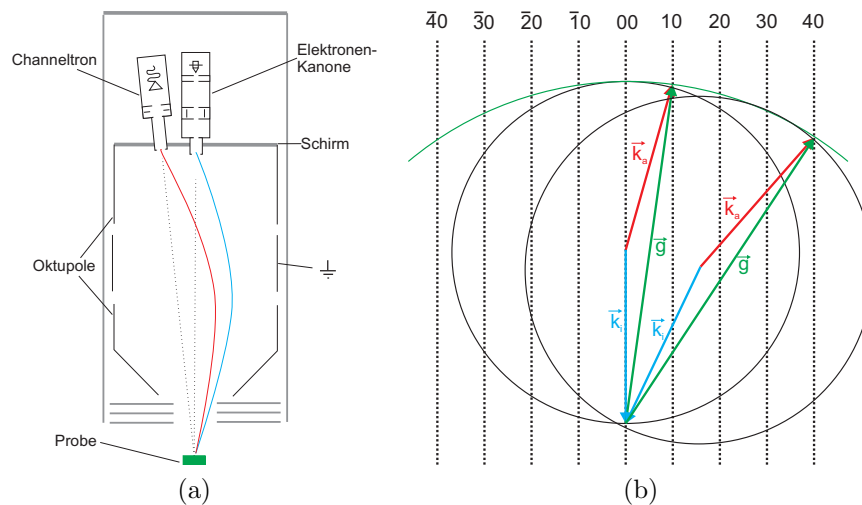 Channeltron
Elektronen-
Kanone
Schirm
Oktupole
Probe
(a)
4̅0 3̅0 2̅0 1̅0 00 10 20 30 40
k⃗ₐ
k⃗ₐ
g⃗
g⃗
k⃗ᵢ
k⃗ᵢ
(b)